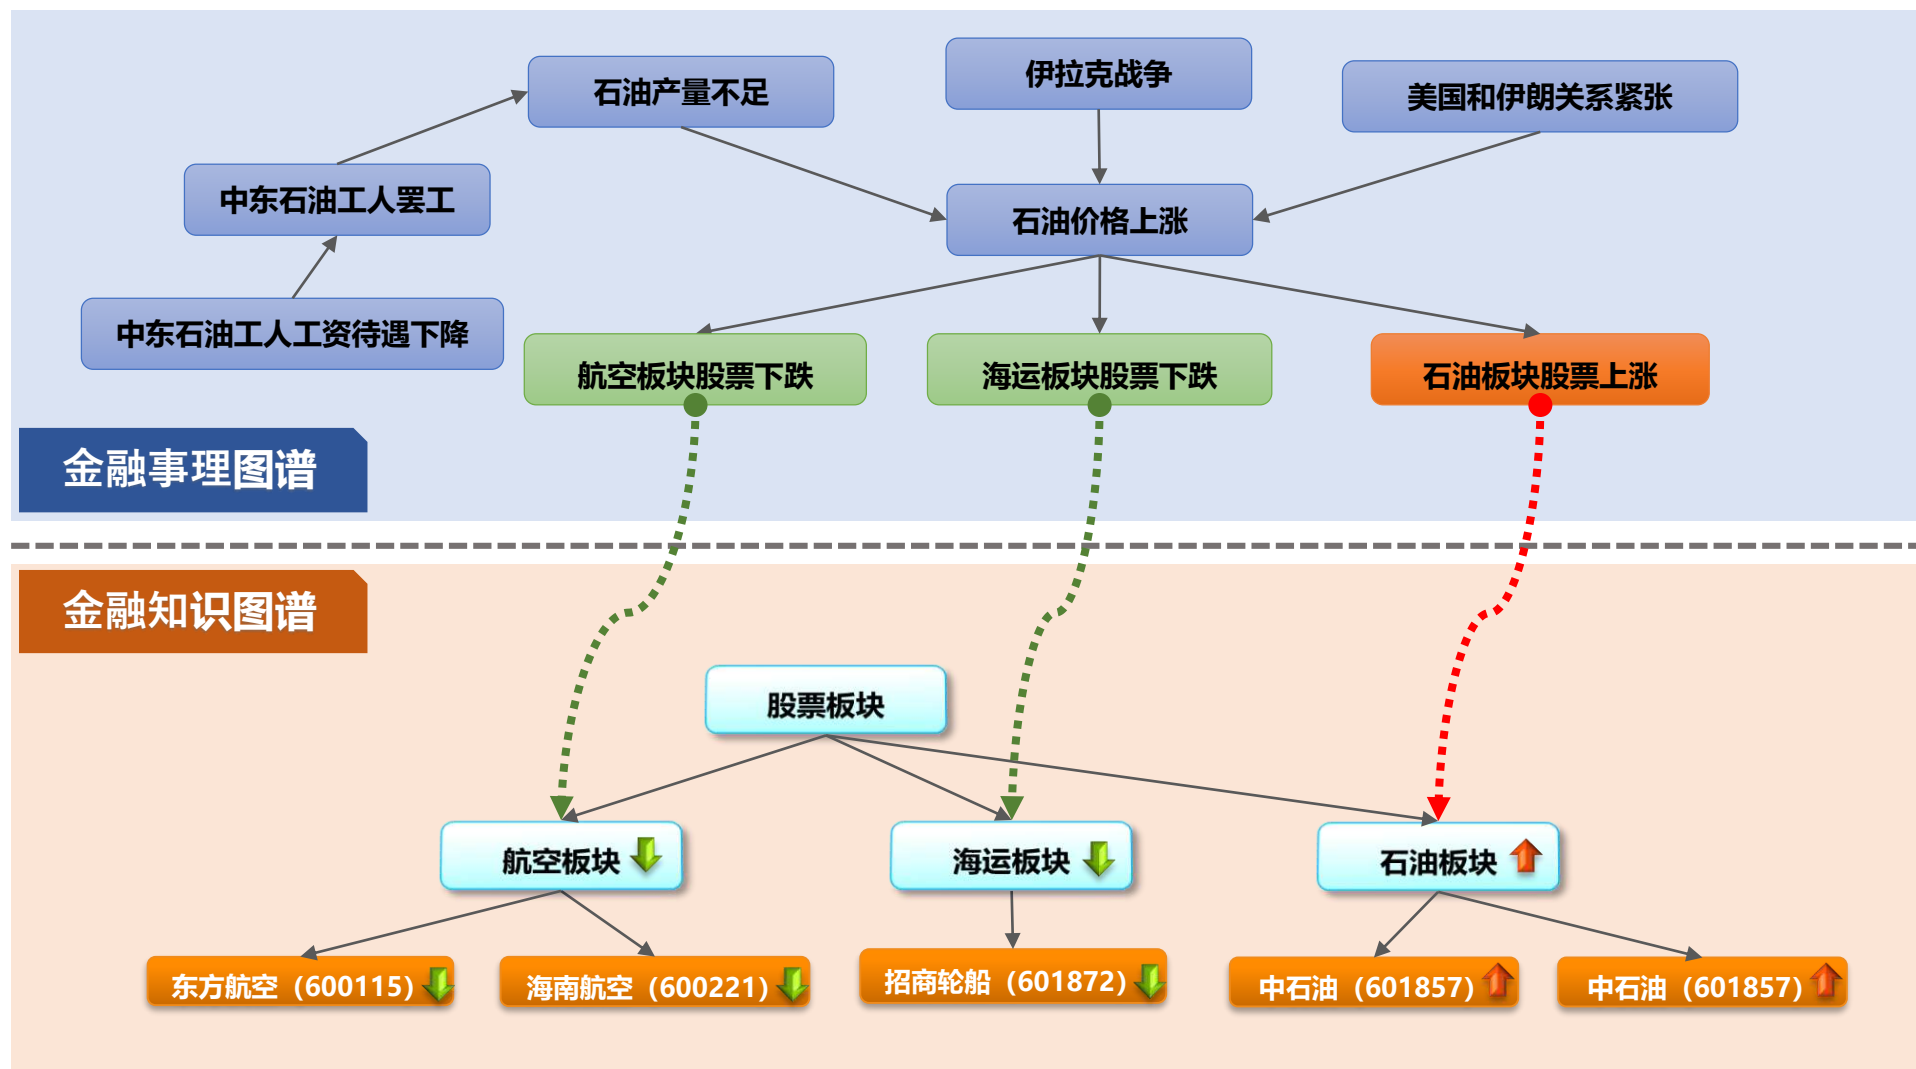 石油产量不足
伊拉克战争
美国和伊朗关系紧张
中东石油工人罢工
石油价格上涨
中东石油工人工资待遇下降
航空板块股票下跌
海运板块股票下跌
石油板块股票上涨
金融事理图谱
金融知识图谱
股票板块
航空板块
海运板块
石油板块
东方航空（600115）
海南航空（600221）
招商轮船（601872）
中石油（601857）
中石油（601857）